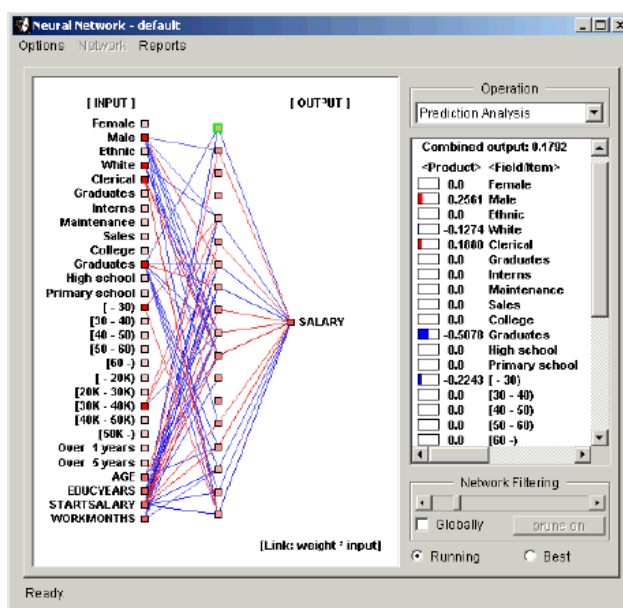 Neural Network - default
Options Network Reports
[ INPUT ]
[ OUTPUT ]
Female
Male
Ethnic
White
Clerical
Graduates
Interns
Maintenance
Sales
College
Graduates
High school
Primary school
[ - 30)
[30 - 40)
[40 - 50)
[50 - 60)
[60 -)
[ - 20K)
[20K - 30K)
[30K - 40K)
[40K - 50K)
[50K -)
Over 1 years
Over 5 years
AGE
EDUCYEARS
STARTSALARY
WORKMONTHS
SALARY
[Link: weight * input]
Operation
Prediction Analysis
Combined output: 0.1792
<Product> <Field/Item>
0.0 Female
0.2561 Male
0.0 Ethnic
-0.1274 White
0.1880 Clerical
0.0 Graduates
0.0 Interns
0.0 Maintenance
0.0 Sales
0.0 College
-0.5078 Graduates
0.0 High school
0.0 Primary school
-0.2243 [ - 30)
0.0 [30 - 40)
0.0 [40 - 50)
0.0 [50 - 60)
0.0 [60 -)
Network Filtering
Globally
prune on
Running Best
Ready.